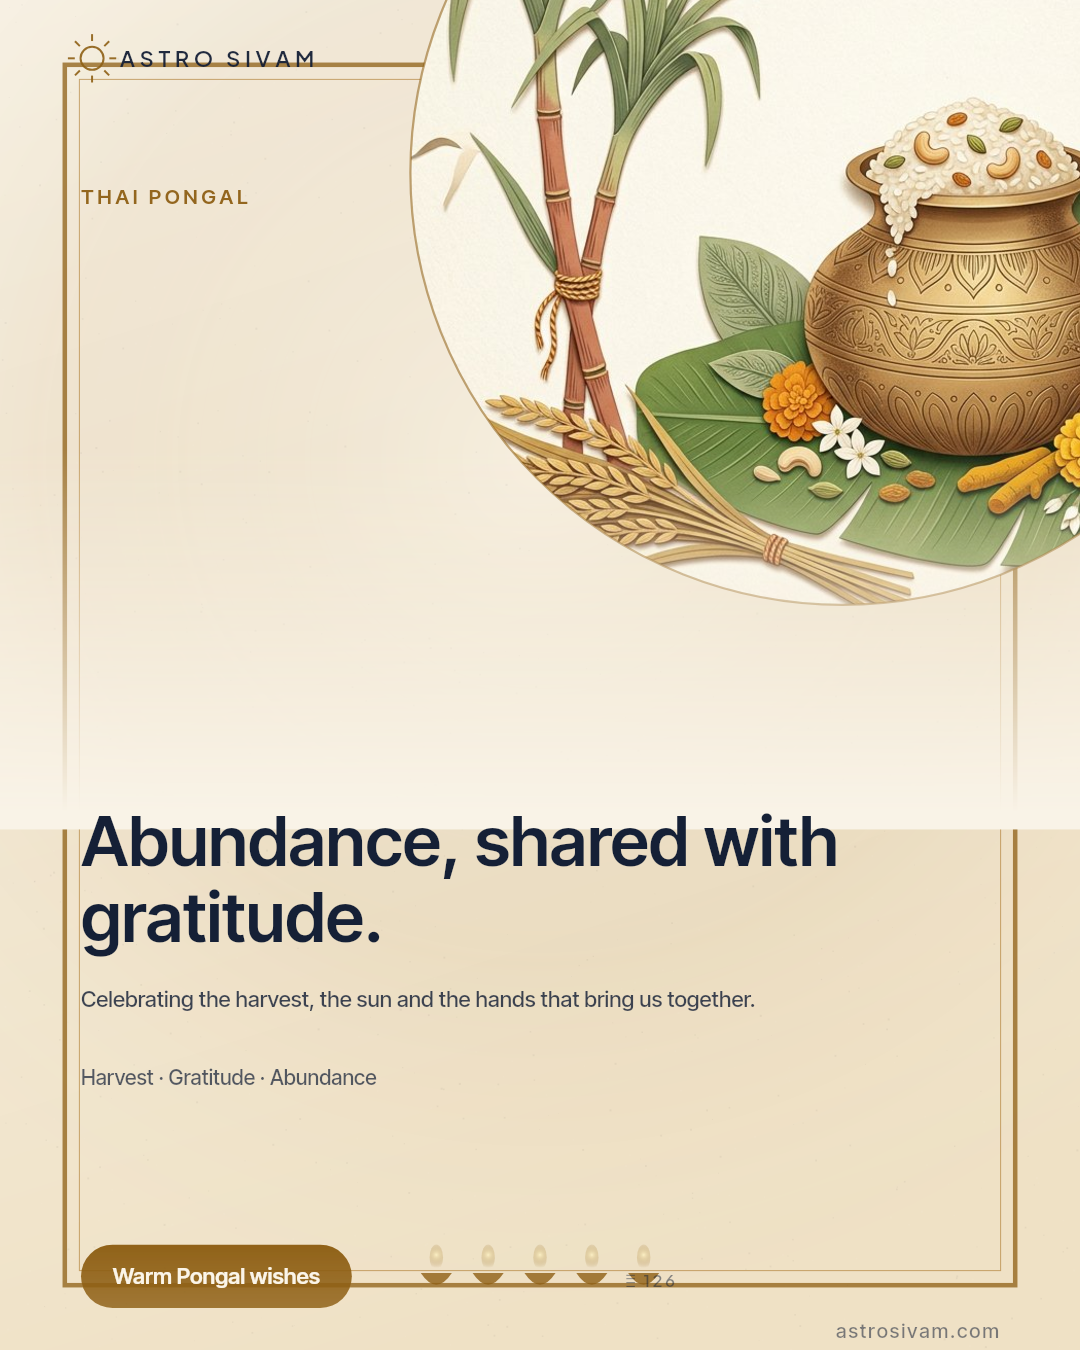 ASTRO SIVAM
THAI PONGAL
Abundance, shared with
gratitude.
Celebrating the harvest, the sun and the hands that bring us together.
Harvest · Gratitude · Abundance
Warm Pongal wishes
126
astrosivam.com